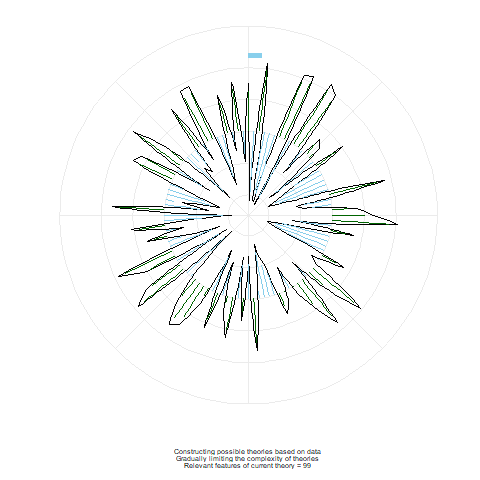 Constructing possible theories based on data
Gradually limiting the complexity of theories
Relevant features of current theory = 99